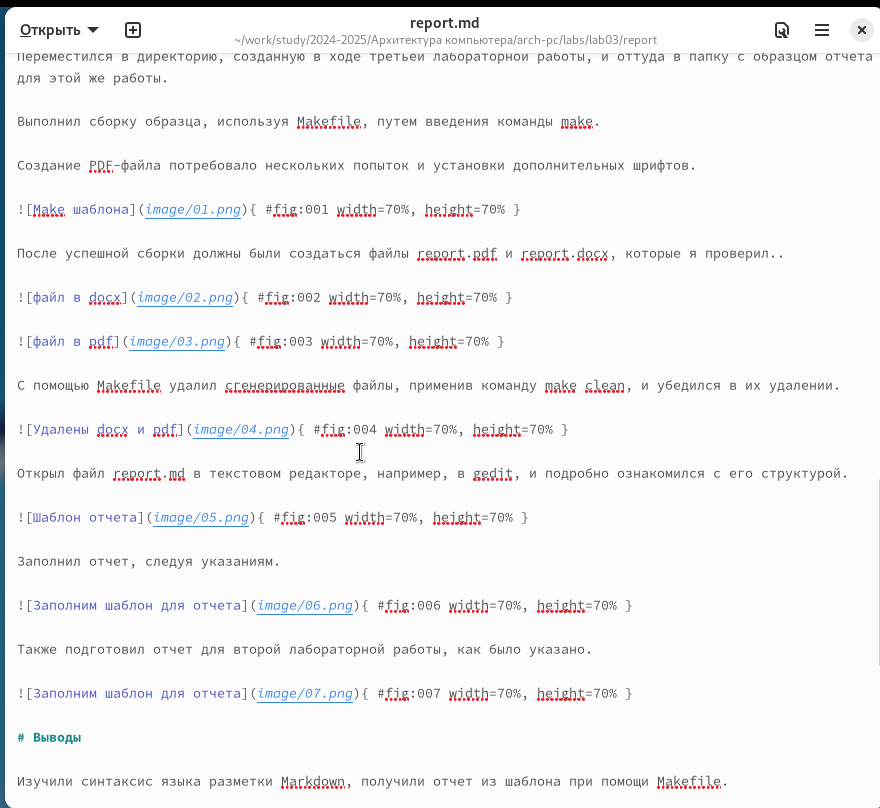 Открыть
report.md
~/work/study/2024-2025/Архитектура компьютера/arch-pc/labs/lab03/report
Переместился в директорию, созданную в ходе третьей лабораторной работы, и оттуда в папку с образцом отчета
для этой же работы.
Выполнил сборку образца, используя Makefile, путем введения команды make.
Создание PDF-файла потребовало нескольких попыток и установки дополнительных шрифтов.
![Make шаблона](image/01.png){ #fig:001 width=70%, height=70% }
После успешной сборки должны были создаться файлы report.pdf и report.docx, которые я проверил..
![файл в docx](image/02.png){ #fig:002 width=70%, height=70% }
![файл в pdf](image/03.png){ #fig:003 width=70%, height=70% }
С помощью Makefile удалил сгенерированные файлы, применив команду make clean, и убедился в их удалении.
![Удалены docx и pdf](image/04.png){ #fig:004 width=70%, height=70% }
Открыл файл report.md в текстовом редакторе, например, в gedit, и подробно ознакомился с его структурой.
![Шаблон отчета](image/05.png){ #fig:005 width=70%, height=70% }
Заполнил отчет, следуя указаниям.
![Заполним шаблон для отчета](image/06.png){ #fig:006 width=70%, height=70% }
Также подготовил отчет для второй лабораторной работы, как было указано.
![Заполним шаблон для отчета](image/07.png){ #fig:007 width=70%, height=70% }
# Выводы
Изучили синтаксис языка разметки Markdown, получили отчет из шаблона при помощи Makefile.